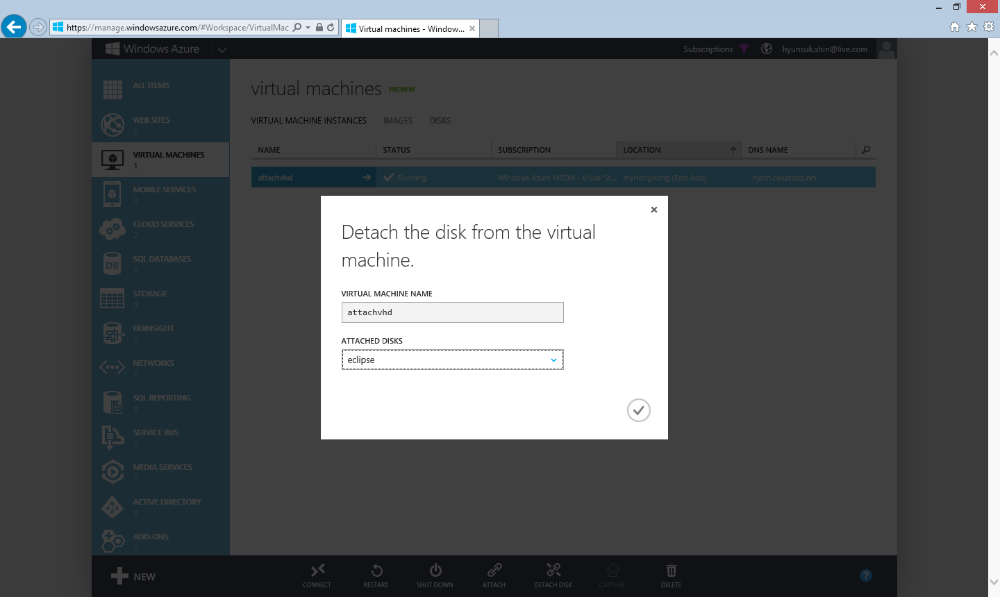 https://manage.windowsazure.com/#Workspace/VirtualMac
Virtual machines - Window...
Windows Azure
Subscriptions
hyunsuk.shin@live.com
ALL ITEMS
WEB SITES
0
VIRTUAL MACHINES
1
MOBILE SERVICES
0
CLOUD SERVICES
2
SQL DATABASES
0
STORAGE
3
HDINSIGHT
0
NETWORKS
0
SQL REPORTING
0
SERVICE BUS
0
MEDIA SERVICES
1
ACTIVE DIRECTORY
0
ADD-ONS
1
virtual machines PREVIEW
VIRTUAL MACHINE INSTANCES IMAGES DISKS
NAME STATUS SUBSCRIPTION LOCATION DNS NAME
attachvhd Running Windows Azure MSDN - Visual St... myHongKong (East Asia) hyssh.cloudapp.net
Detach the disk from the virtual
machine.
VIRTUAL MACHINE NAME
attachvhd
ATTACHED DISKS
eclipse
NEW
CONNECT RESTART SHUT DOWN ATTACH DETACH DISK CAPTURE DELETE
?